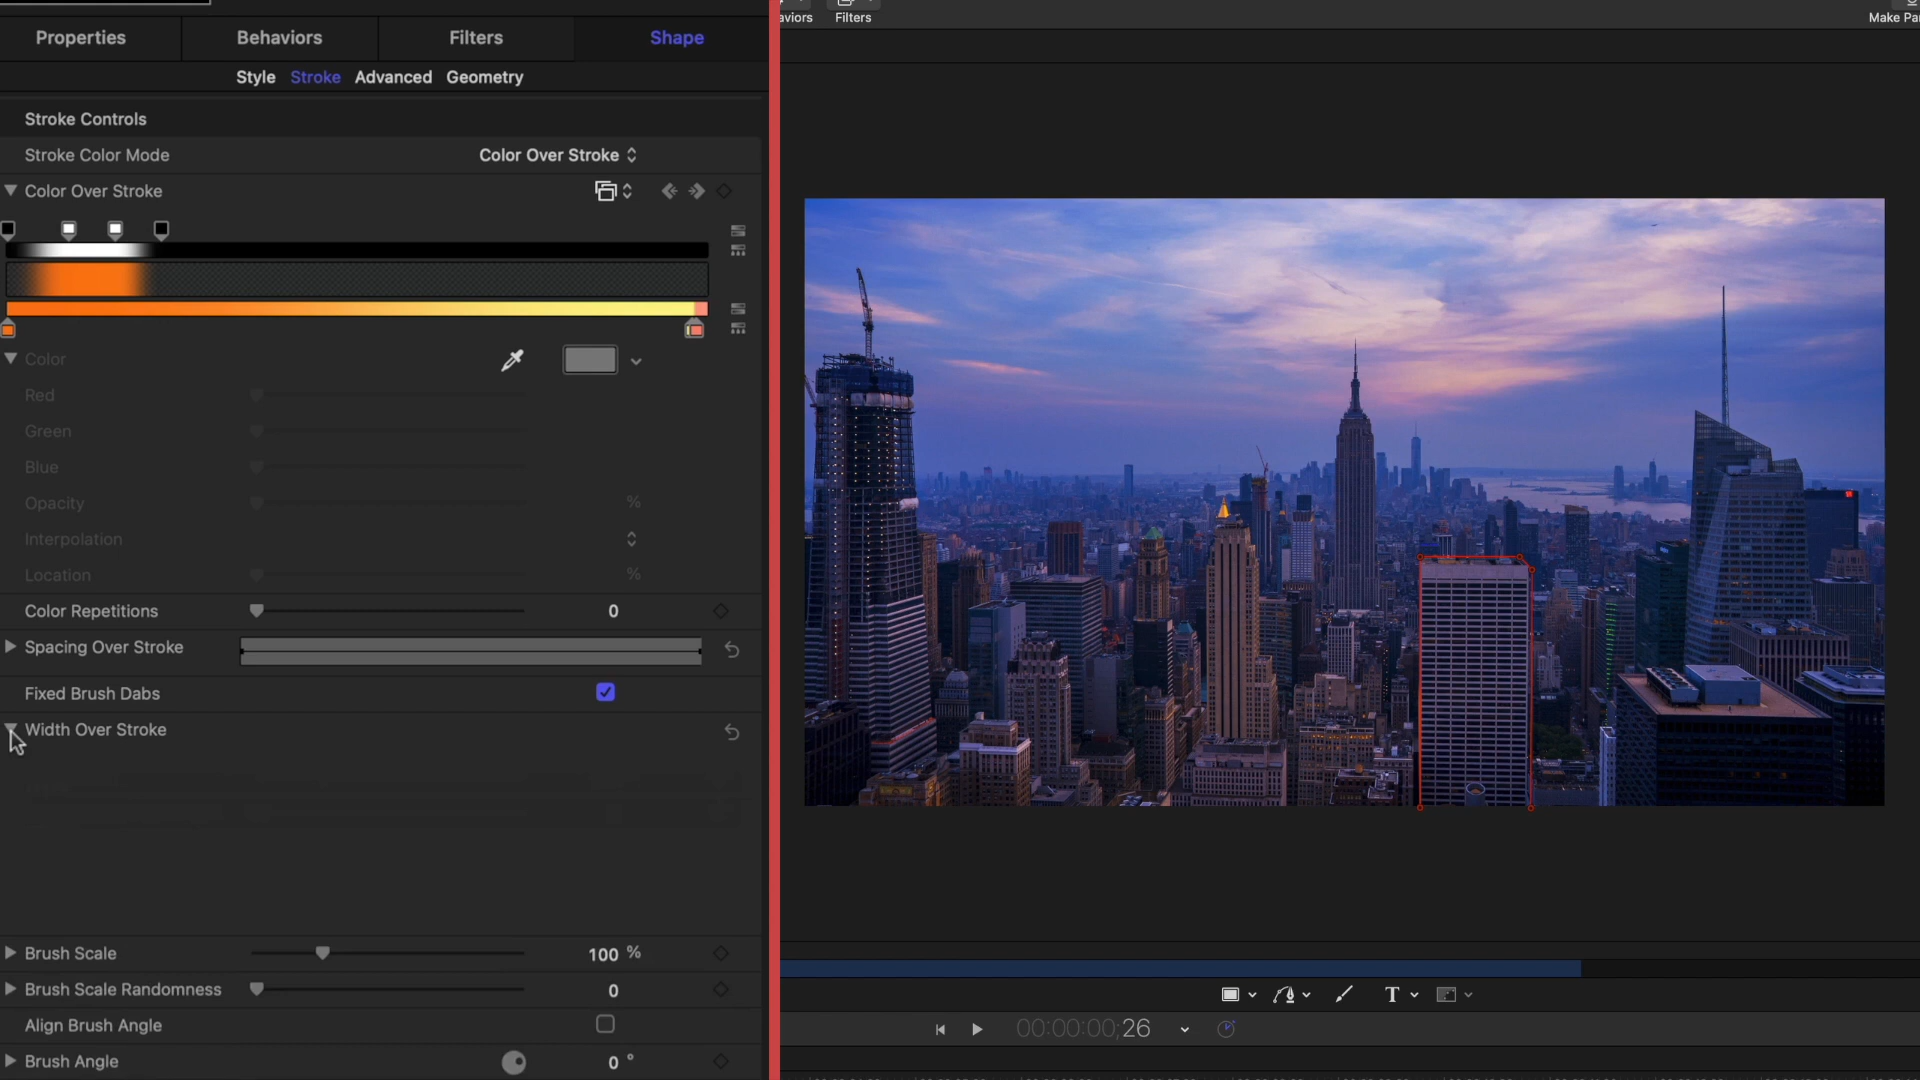 Properties
Behaviors
Filters
Shape
Style
Stroke
Advanced
Geometry
Stroke Controls
Stroke Color Mode
Color Over Stroke
Color Over Stroke
Color
Red
Green
Blue
Opacity
%
Interpolation
Location
%
Color Repetitions
0
Spacing Over Stroke
Fixed Brush Dabs
Width Over Stroke
Brush Scale
100 %
Brush Scale Randomness
0
Align Brush Angle
Brush Angle
0 °
aviors
Filters
Make Par
T
00:00:00;26